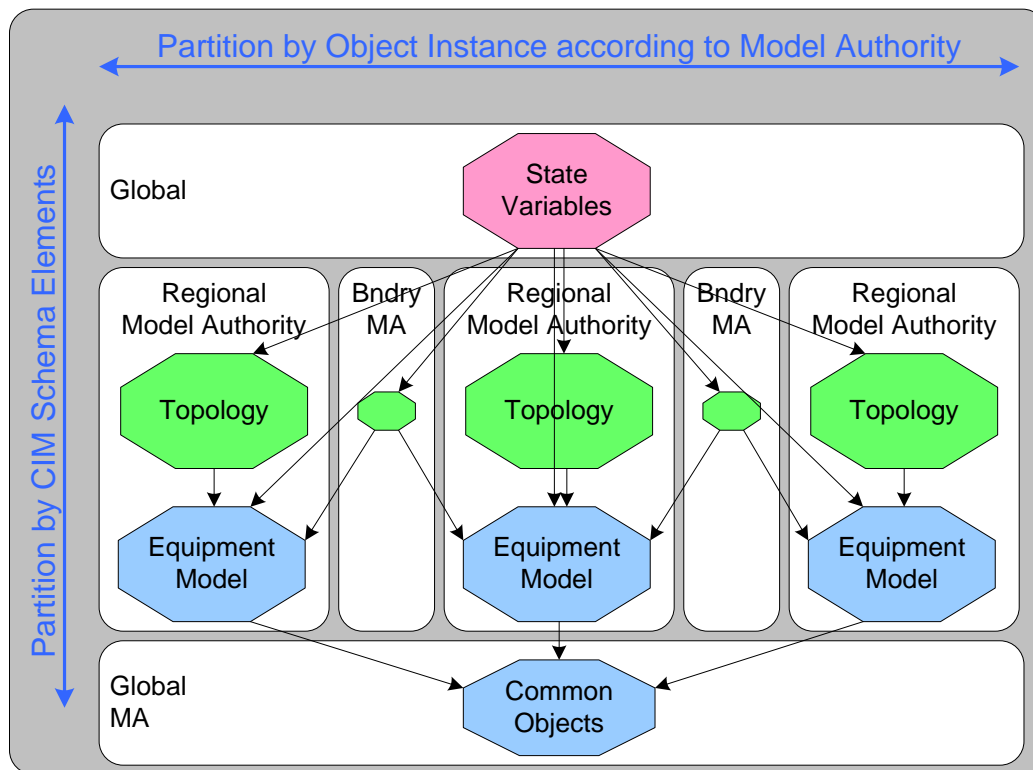 Partition by Object Instance according to Model Authority
Partition by CIM Schema Elements
Global
State
Variables
Regional
Model Authority
Bndry
MA
Regional
Model Authority
Bndry
MA
Regional
Model Authority
Topology
Topology
Topology
Equipment
Model
Equipment
Model
Equipment
Model
Global
MA
Common
Objects